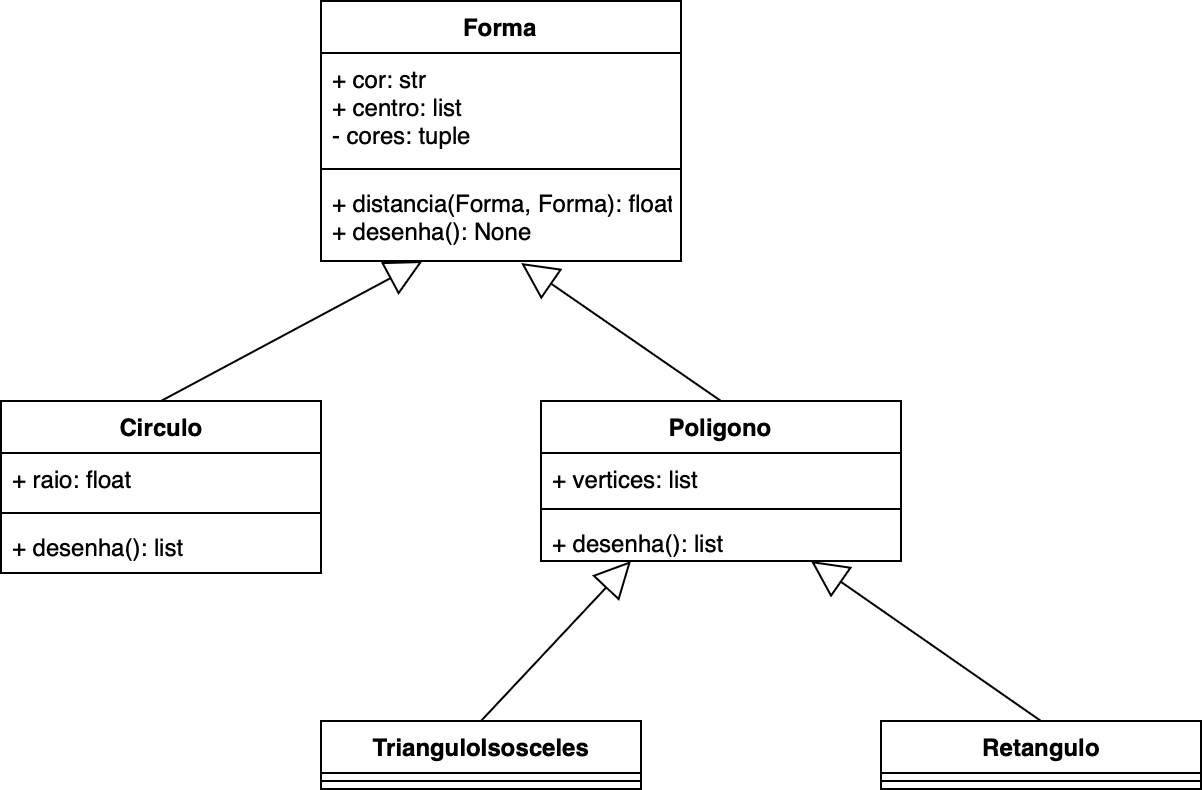 Forma
+ cor: str
+ centro: list
- cores: tuple
+ distancia(Forma, Forma): float
+ desenha(): None
Circulo
+ raio: float
+ desenha(): list
Poligono
+ vertices: list
+ desenha(): list
TrianguloIsosceles
Retangulo